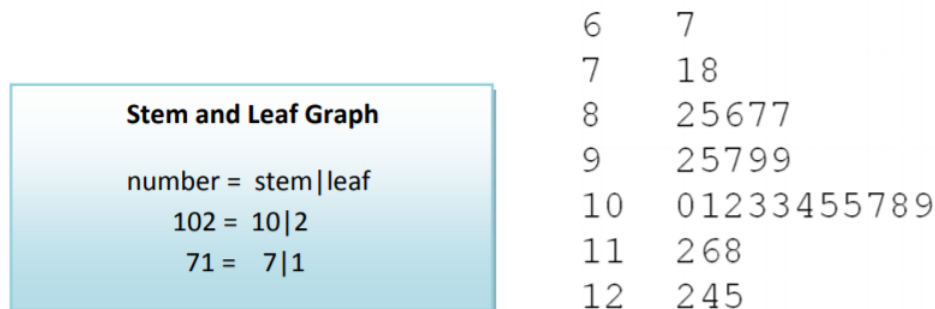 Stem and Leaf Graph
number = stem|leaf
102 = 10|2
71 = 7|1
6 7
7 18
8 25677
9 25799
10 01233455789
11 268
12 245